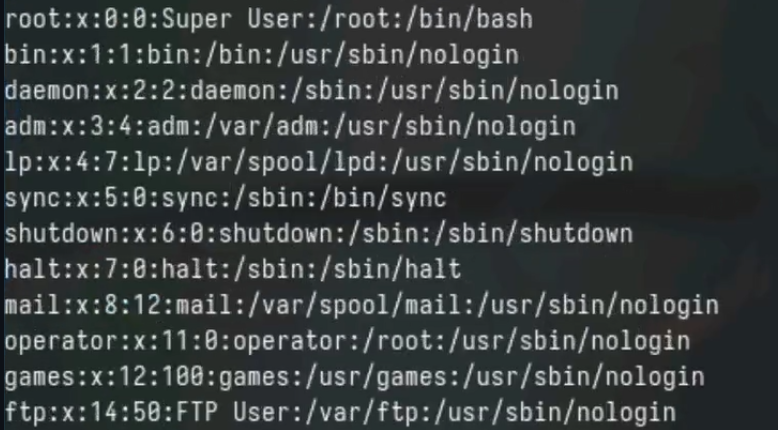 root:x:0:0:Super User:/root:/bin/bash
bin:x:1:1:bin:/bin:/usr/sbin/nologin
daemon:x:2:2:daemon:/sbin:/usr/sbin/nologin
adm:x:3:4:adm:/var/adm:/usr/sbin/nologin
lp:x:4:7:lp:/var/spool/lpd:/usr/sbin/nologin
sync:x:5:0:sync:/sbin:/bin/sync
shutdown:x:6:0:shutdown:/sbin:/sbin/shutdown
halt:x:7:0:halt:/sbin:/sbin/halt
mail:x:8:12:mail:/var/spool/mail:/usr/sbin/nologin
operator:x:11:0:operator:/root:/usr/sbin/nologin
games:x:12:100:games:/usr/games:/usr/sbin/nologin
ftp:x:14:50:FTP User:/var/ftp:/usr/sbin/nologin